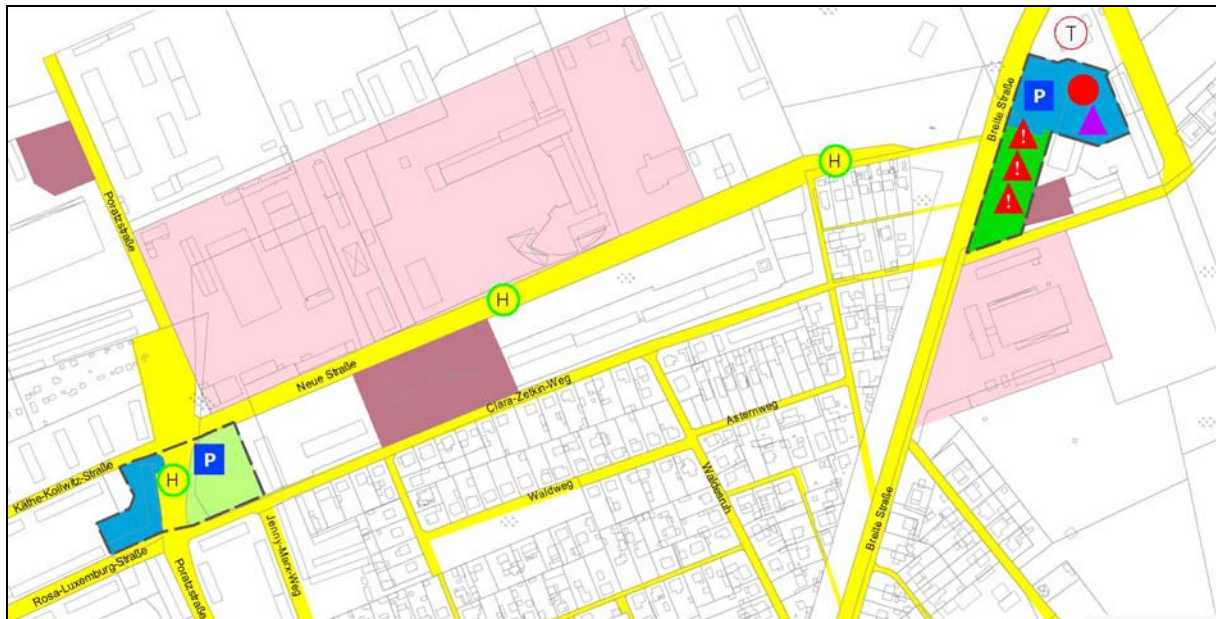 T
P
Breite Straße
!
!
!
H
Poratzstraße
H
Neue Straße
Clara-Zetkin-Weg
Asternweg
P
H
Käthe-Kollwitz-Straße
Waldweg
Waldesruh
Breite Straße
Jenny-Marx-Weg
Rosa-Luxemburg-Straße
Poratzstraße